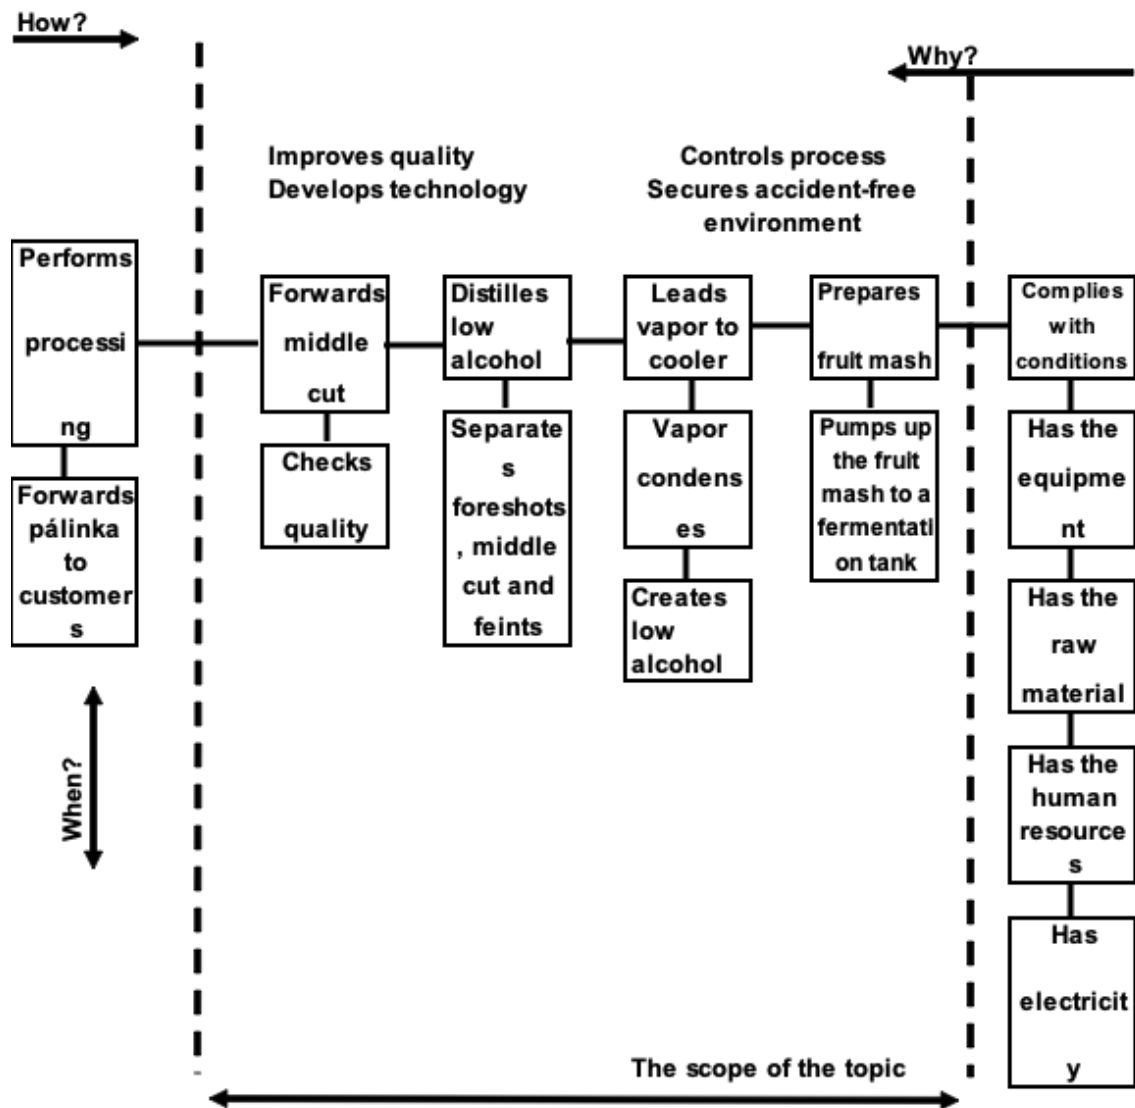 How?
Why?
Improves quality
Develops technology
Controls process
Secures accident-free
environment
Performs
processi
ng
Forwards
pálinka
to
customer
s
Forwards
middle
cut
Checks
quality
Distilles
low
alcohol
Separate
s
foreshots
, middle
cut and
feints
Leads
vapor to
cooler
Vapor
condens
es
Creates
low
alcohol
Prepares
fruit mash
Pumps up
the fruit
mash to a
fermentati
on tank
Complies
with
conditions
Has the
equipme
nt
Has the
raw
material
Has the
human
resource
s
Has
electricit
y
When?
The scope of the topic